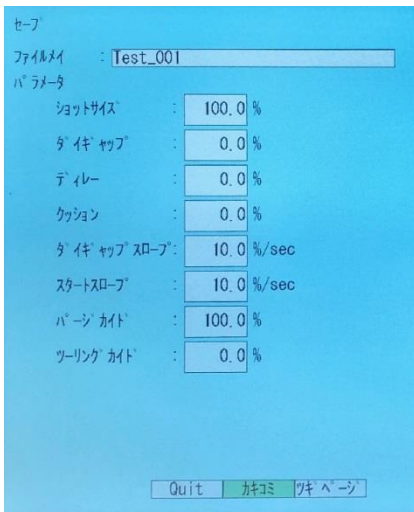 ｾｰﾌﾞ
ﾌｧｲﾙﾒｲ : Test_001
ﾊﾟﾗﾒｰﾀ
ｼｮｯﾄｻｲｽﾞ : 100.0 %
ﾀﾞｲｷﾞｬｯﾌﾟ : 0.0 %
ﾃﾞｨﾚｰ : 0.0 %
ｸｯｼｮﾝ : 0.0 %
ﾀﾞｲｷﾞｬｯﾌﾟｽﾛｰﾌﾟ: 10.0 %/sec
ｽﾀｰﾄｽﾛｰﾌﾟ : 10.0 %/sec
ﾊﾟｰｼﾞｶｲﾄﾞ : 100.0 %
ﾂｰﾘﾝｸﾞｶｲﾄﾞ : 0.0 %
Quit ｶｷｺﾐ ﾂｷﾞﾍﾟｰｼﾞ